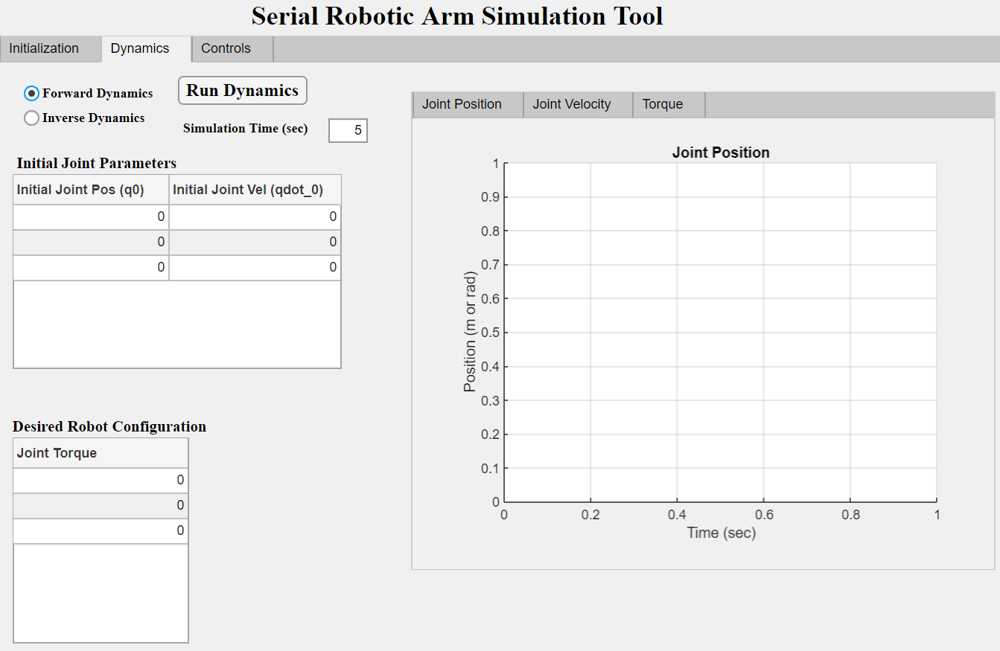 Serial Robotic Arm Simulation Tool
Initialization Dynamics Controls
Forward Dynamics
Inverse Dynamics
Run Dynamics
Simulation Time (sec) 5
Initial Joint Parameters
Initial Joint Pos (q0) Initial Joint Vel (qdot_0)
0 0
0 0
0 0
Desired Robot Configuration
Joint Torque
0
0
0
Joint Position Joint Velocity Torque
Joint Position
Position (m or rad)
1
0.9
0.8
0.7
0.6
0.5
0.4
0.3
0.2
0.1
0
0 0.2 0.4 0.6 0.8 1
Time (sec)